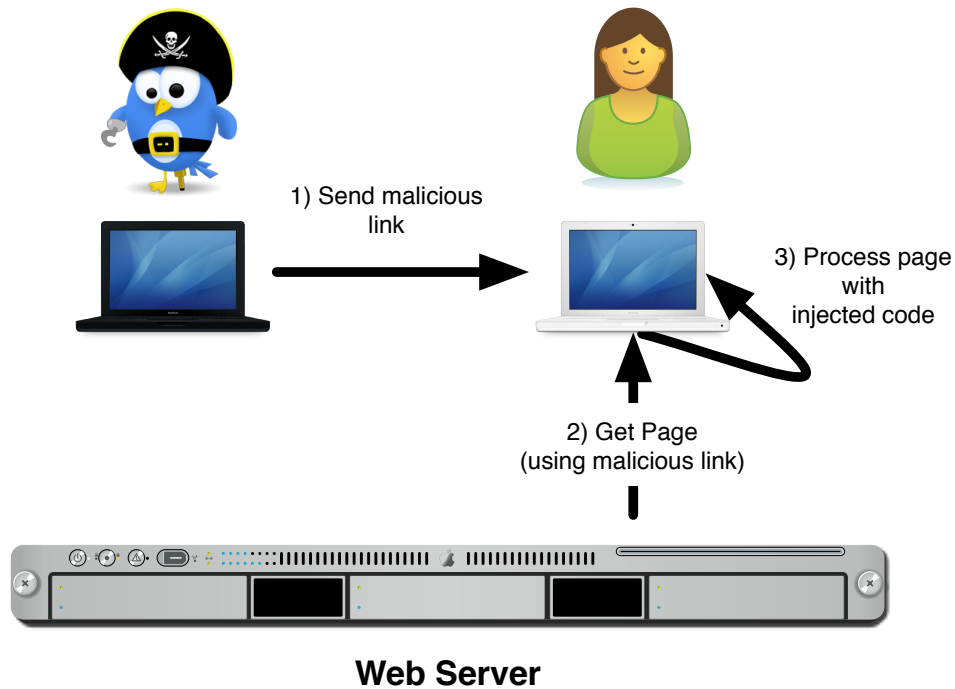 1) Send malicious
link
3) Process page
with
injected code
2) Get Page
(using malicious link)
Web Server